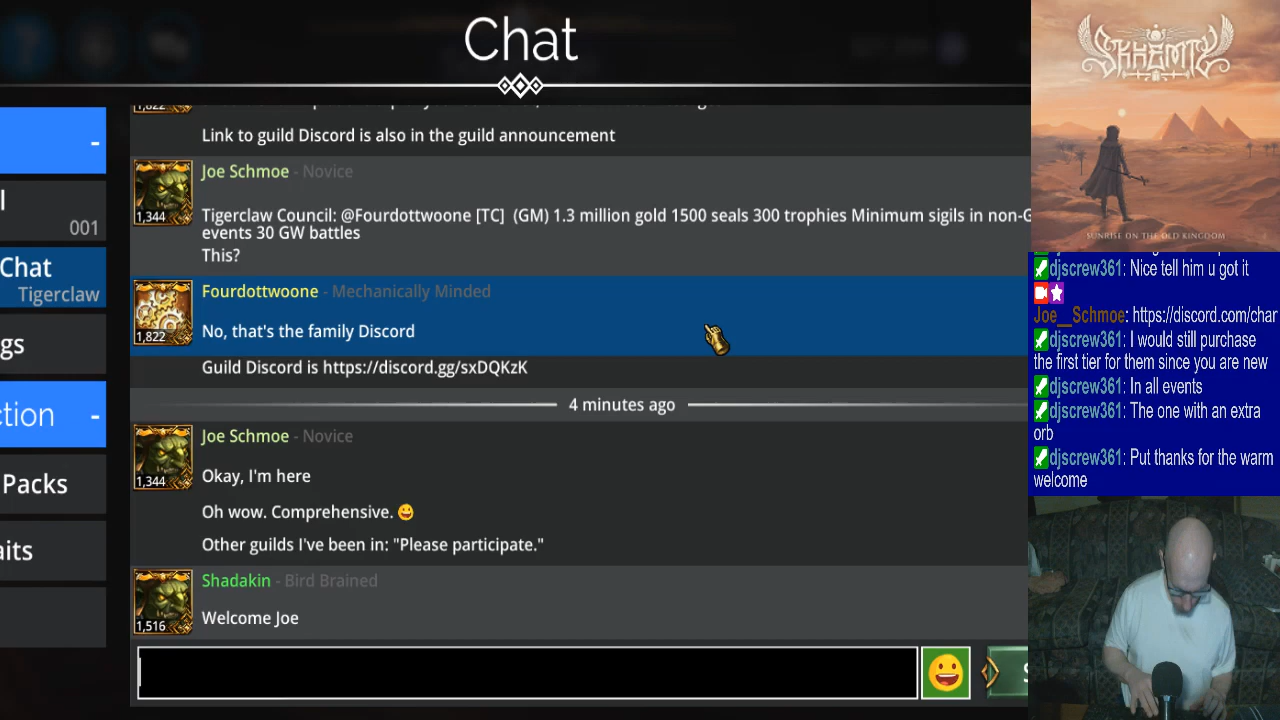 Chat
-
l
001
Chat
Tigerclaw
gs
ction -
Packs
aits
Link to guild Discord is also in the guild announcement
Joe Schmoe - Novice
1,344
Tigerclaw Council: @Fourdottwoone [TC] (GM) 1.3 million gold 1500 seals 300 trophies Minimum sigils in non-G
events 30 GW battles
This?
Fourdottwoone - Mechanically Minded
1,822
No, that's the family Discord
Guild Discord is https://discord.gg/sxDQKzK
4 minutes ago
Joe Schmoe - Novice
1,344
Okay, I'm here
Oh wow. Comprehensive. 😀
Other guilds I've been in: "Please participate."
Shadakin - Bird Brained
1,516
Welcome Joe
S
SKHEMTY
SUNRISE ON THE OLD KINGDOM
djscrew361: Nice tell him u got it
Joe__Schmoe: https://discord.com/char
djscrew361: I would still purchase
the first tier for them since you are new
djscrew361: In all events
djscrew361: The one with an extra
orb
djscrew361: Put thanks for the warm
welcome